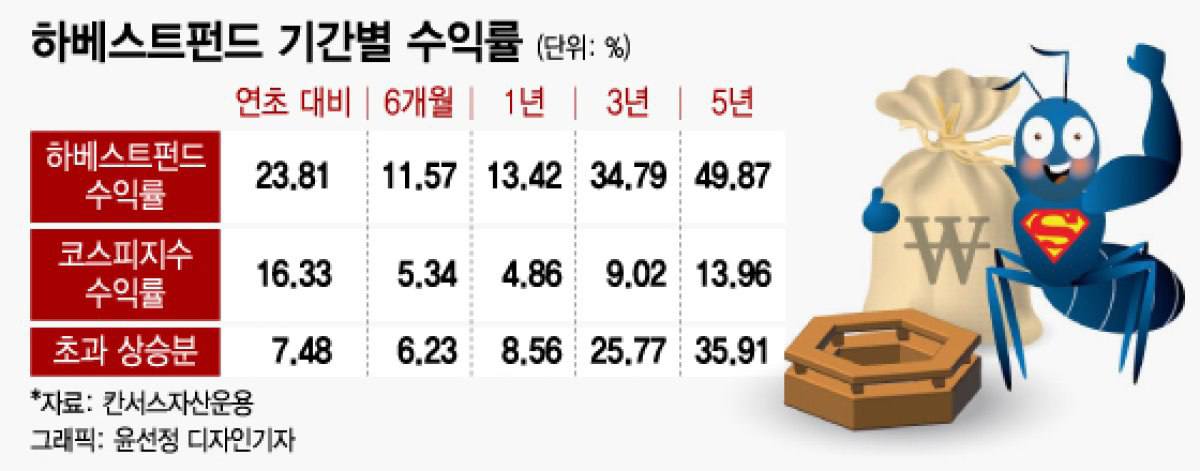 하베스트펀드 기간별 수익률 (단위: %)
연초 대비 6개월 1년 3년 5년
하베스트펀드
수익률 23.81 11.57 13.42 34.79 49.87
코스피지수
수익률 16.33 5.34 4.86 9.02 13.96
초과 상승분 7.48 6.23 8.56 25.77 35.91
*자료: 칸서스자산운용
그래픽: 윤선정 디자인기자
₩
S